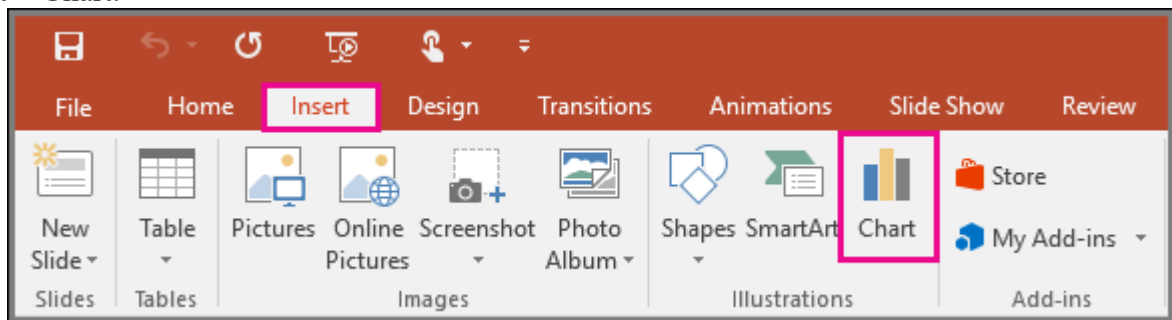 File Home Insert Design Transitions Animations Slide Show Review
New Slide
Table
Pictures
Online Pictures
Screenshot
Photo Album
Shapes
SmartArt
Chart
Store
My Add-ins
Slides Tables Images Illustrations Add-ins